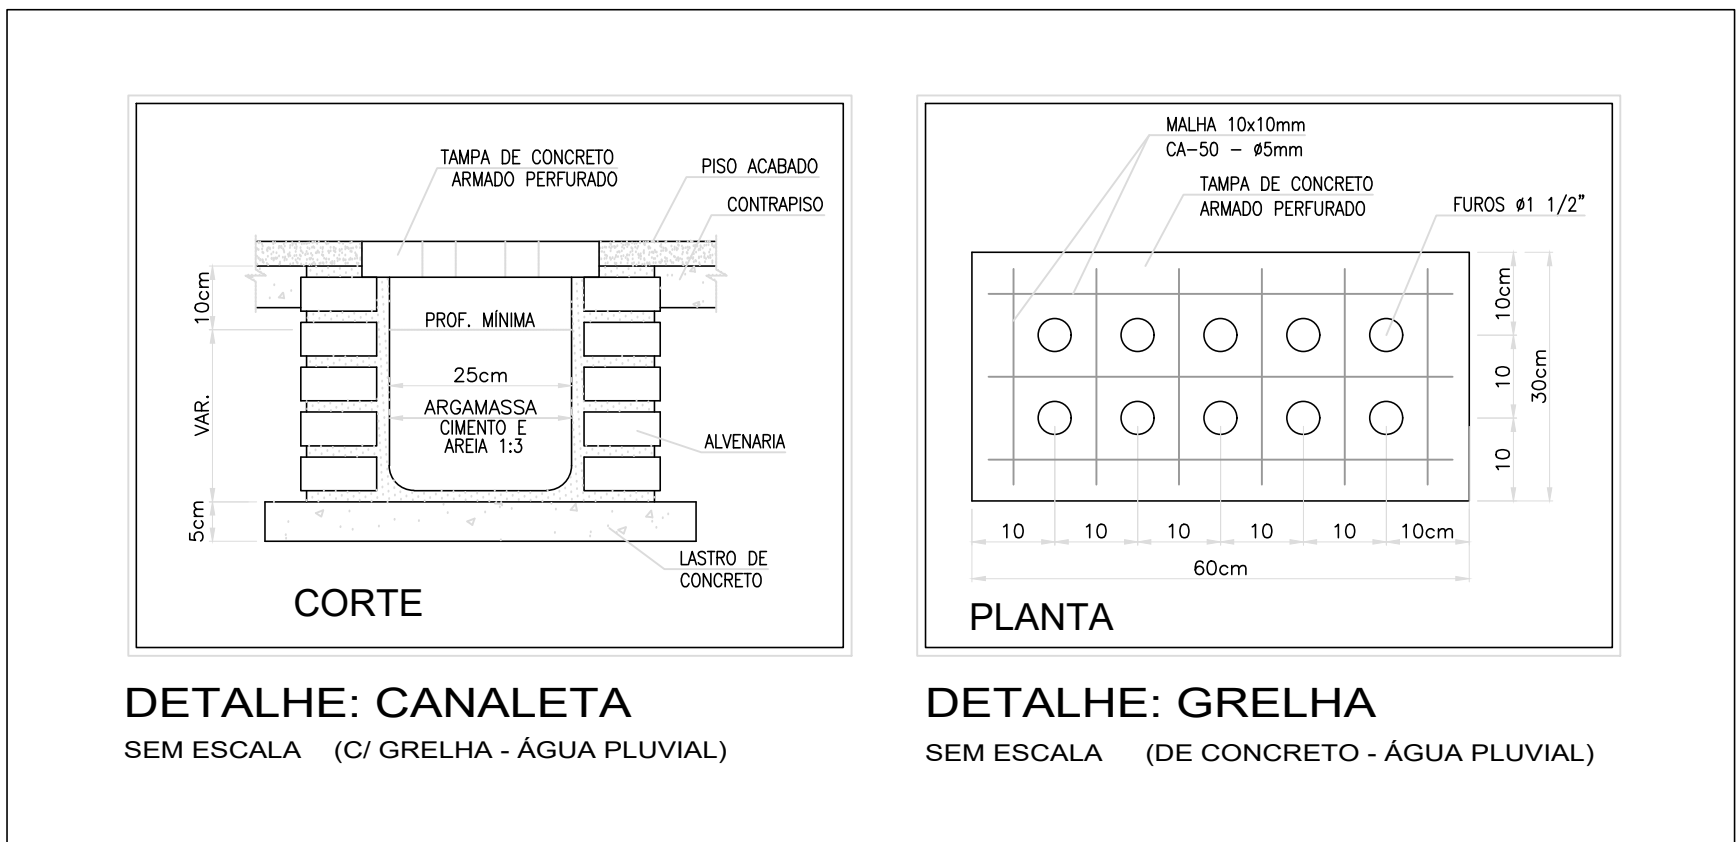 TAMPA DE CONCRETO
ARMADO PERFURADO
PISO ACABADO
CONTRAPISO
10cm
PROF. MÍNIMA
25cm
VAR.
ARGAMASSA
CIMENTO E
AREIA 1:3
ALVENARIA
5cm
LASTRO DE
CONCRETO
CORTE
DETALHE: CANALETA
SEM ESCALA (C/ GRELHA - ÁGUA PLUVIAL)
MALHA 10x10mm
CA-50 - ø5mm
TAMPA DE CONCRETO
ARMADO PERFURADO
FUROS ø1 1/2"
10cm
10
30cm
10
10 10 10 10 10 10cm
60cm
PLANTA
DETALHE: GRELHA
SEM ESCALA (DE CONCRETO - ÁGUA PLUVIAL)